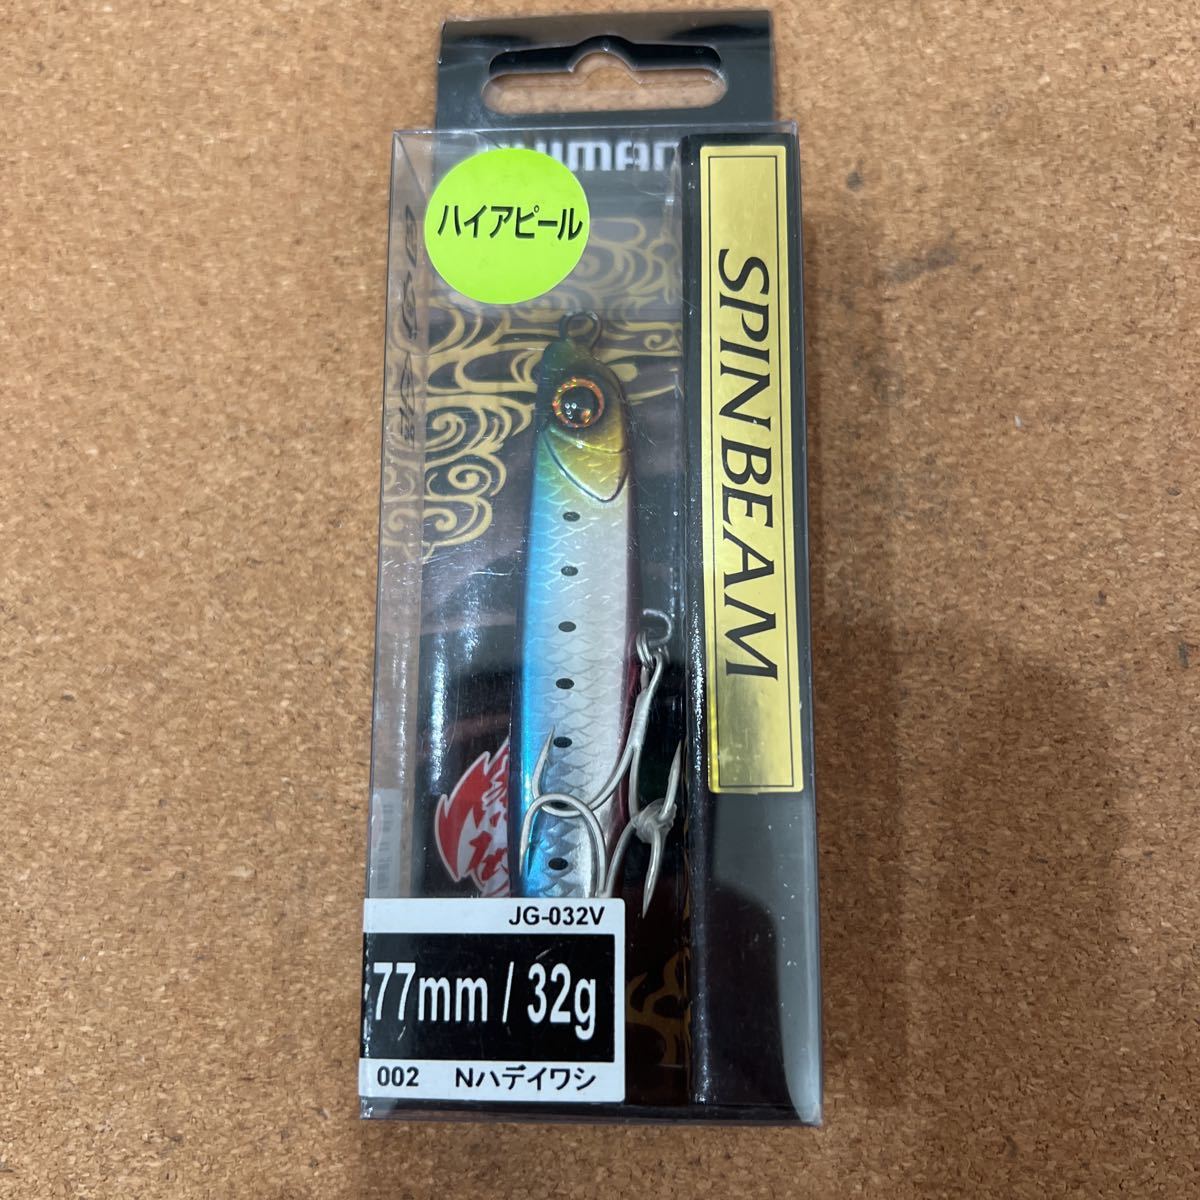 SHIMANO
ハイアピール
SPIN BEAM
JG-032V
77mm / 32g
002 Nハデイワシ